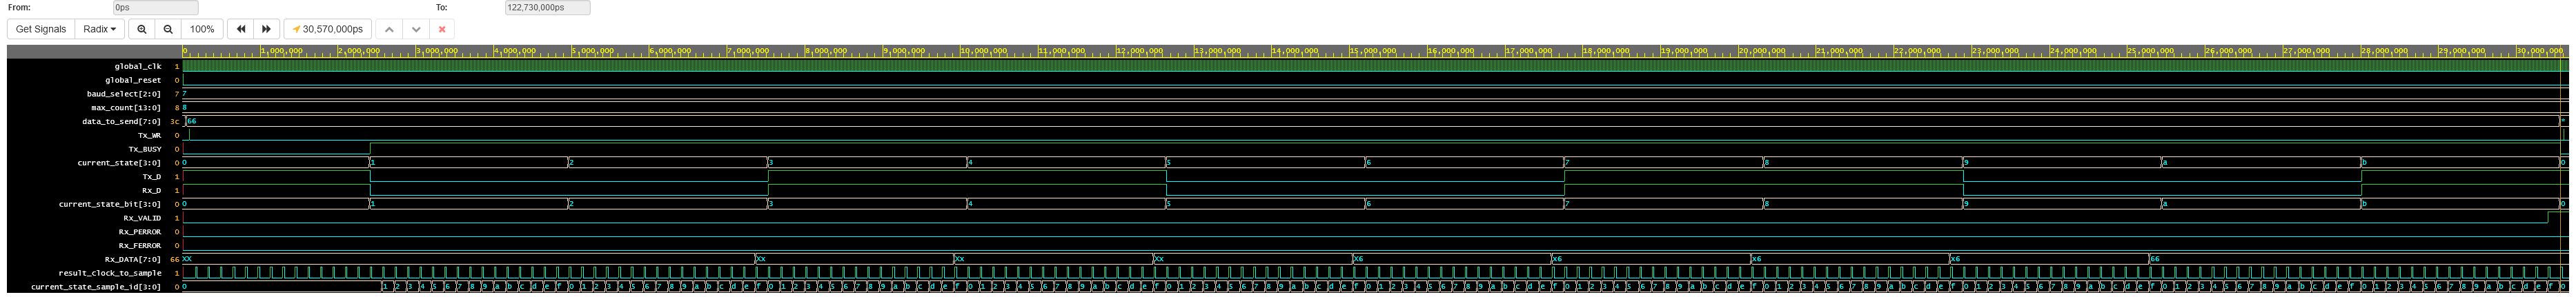 From: 0ps To: 122,730,000ps
Get Signals Radix 100% 30,570,000ps
0 1,000,000 2,000,000 3,000,000 4,000,000 5,000,000 6,000,000 7,000,000 8,000,000 9,000,000 10,000,000 11,000,000 12,000,000 13,000,000 14,000,000 15,000,000 16,000,000 17,000,000 18,000,000 19,000,000 20,000,000 21,000,000 22,000,000 23,000,000 24,000,000 25,000,000 26,000,000 27,000,000 28,000,000 29,000,000 30,000,000
global_clk 1
global_reset 0
baud_select[2:0] 7 7
max_count[13:0] 8 8
data_to_send[7:0] 3c 66
Tx_WR 0
Tx_BUSY 0
current_state[3:0] 0 0 1 2 3 4 5 6 7 8 9 a b 0
Tx_D 1
Rx_D 1
current_state_bit[3:0] 0 0 1 2 3 4 5 6 7 8 9 a b 0
Rx_VALID 1
Rx_PERROR 0
Rx_FERROR 0
Rx_DATA[7:0] 66 XX Xx Xx Xx X6 x6 x6 x6 66
result_clock_to_sample 1
current_state_sample_id[3:0] 0 0 1 2 3 4 5 6 7 8 9 a b c d e f 0 1 2 3 4 5 6 7 8 9 a b c d e f 0 1 2 3 4 5 6 7 8 9 a b c d e f 0 1 2 3 4 5 6 7 8 9 a b c d e f 0 1 2 3 4 5 6 7 8 9 a b c d e f 0 1 2 3 4 5 6 7 8 9 a b c d e f 0 1 2 3 4 5 6 7 8 9 a b c d e f 0 1 2 3 4 5 6 7 8 9 a b c d e f 0 1 2 3 4 5 6 7 8 9 a b c d e f 0 1 2 3 4 5 6 7 8 9 a b c d e f 0 1 2 3 4 5 6 7 8 9 a b c d e f 0